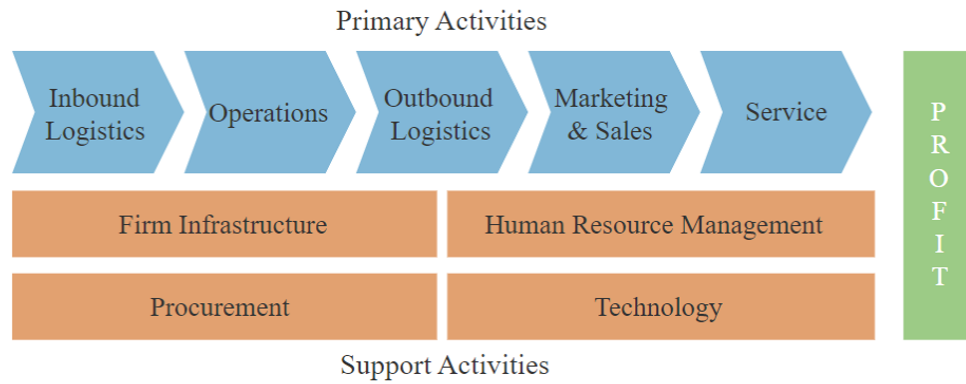 Primary Activities
Inbound
Logistics
Operations
Outbound
Logistics
Marketing
& Sales
Service
Firm Infrastructure
Human Resource Management
Procurement
Technology
PROFIT
Support Activities